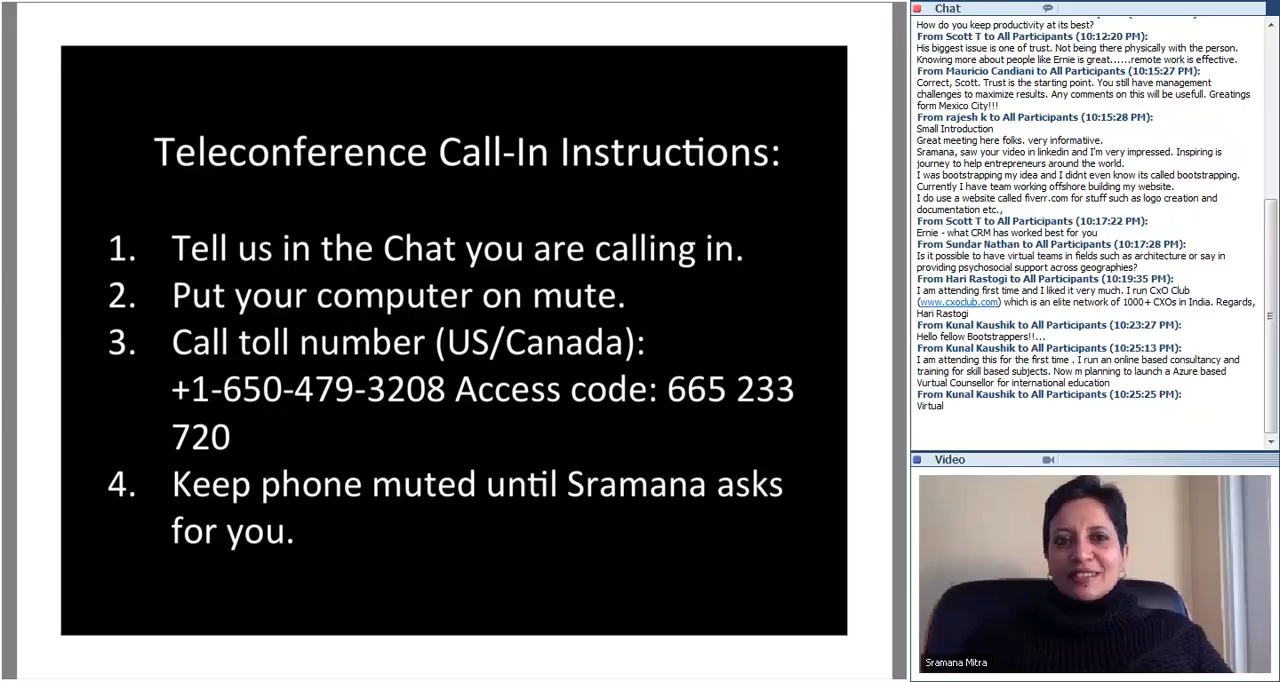 Teleconference Call-In Instructions:
1. Tell us in the Chat you are calling in.
2. Put your computer on mute.
3. Call toll number (US/Canada):
+1-650-479-3208 Access code: 665 233
720
4. Keep phone muted until Sramana asks
for you.
Chat
How do you keep productivity at its best?
From Scott T to All Participants (10:12:20 PM):
His biggest issue is one of trust. Not being there physically with the person.
Knowing more about people like Ernie is great......remote work is effective.
From Mauricio Candiani to All Participants (10:15:27 PM):
Correct, Scott. Trust is the starting point. You still have management
challenges to maximize results. Any comments on this will be usefull. Greatings
form Mexico City!!!
From rajesh k to All Participants (10:15:28 PM):
Small Introduction
Great meeting here folks. very informative.
Sramana, saw your video in linkedin and I'm very impressed. Inspiring is
journey to help entrepreneurs around the world.
I was bootstrapping my idea and I didnt even know its called bootstrapping.
Currently I have team working offshore building my website.
I do use a website called fiverr.com for stuff such as logo creation and
documentation etc.,
From Scott T to All Participants (10:17:22 PM):
Ernie - what CRM has worked best for you
From Sundar Nathan to All Participants (10:17:28 PM):
Is it possible to have virtual teams in fields such as architecture or say in
providing psychosocial support across geographies?
From Hari Rastogi to All Participants (10:19:35 PM):
I am attending first time and I liked it very much. I run CxO Club
(www.cxoclub.com) which is an elite network of 1000+ CXOs in India. Regards,
Hari Rastogi
From Kunal Kaushik to All Participants (10:23:27 PM):
Hello fellow Bootstrappers!!...
From Kunal Kaushik to All Participants (10:25:13 PM):
I am attending this for the first time . I run an online based consultancy and
training for skill based subjects. Now m planning to launch a Azure based
Vurtual Counsellor for international education
From Kunal Kaushik to All Participants (10:25:25 PM):
Virtual
Video
Sramana Mitra